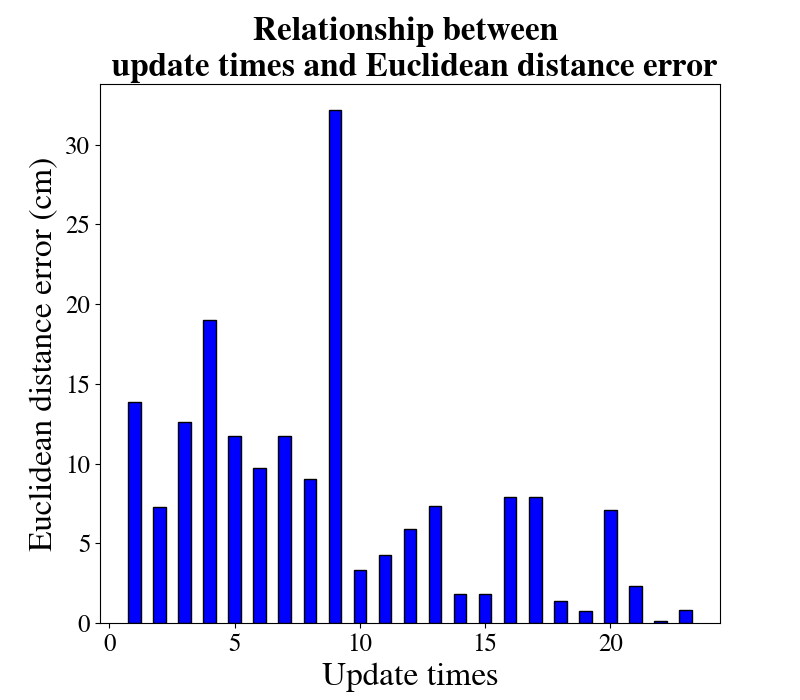 Relationship between
update times and Euclidean distance error
Euclidean distance error (cm)
30
25
20
15
10
5
0
0 5 10 15 20
Update times